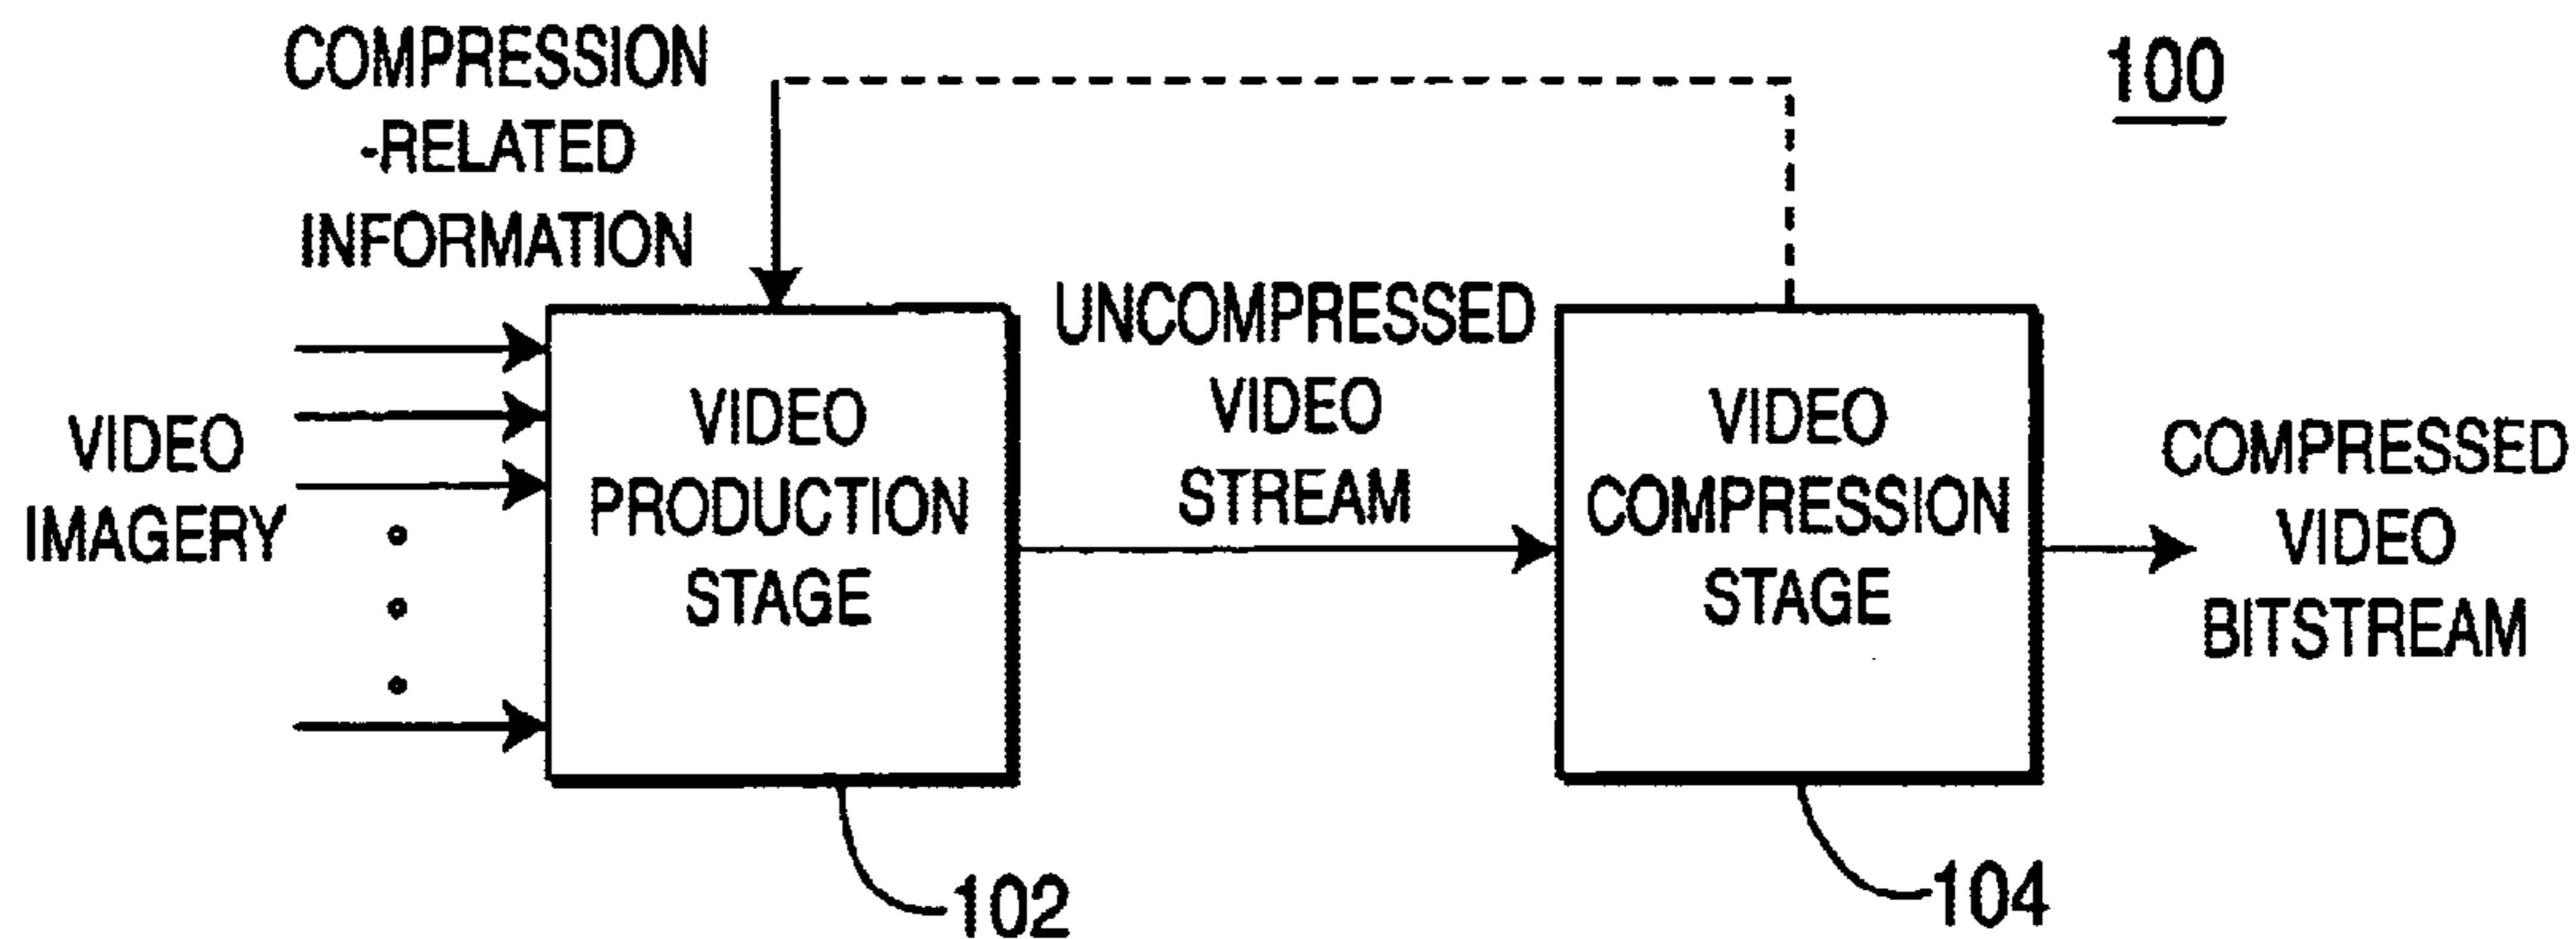 COMPRESSION
-RELATED
INFORMATION
100
VIDEO
IMAGERY
VIDEO
PRODUCTION
STAGE
UNCOMPRESSED
VIDEO
STREAM
VIDEO
COMPRESSION
STAGE
COMPRESSED
VIDEO
BITSTREAM
102
104